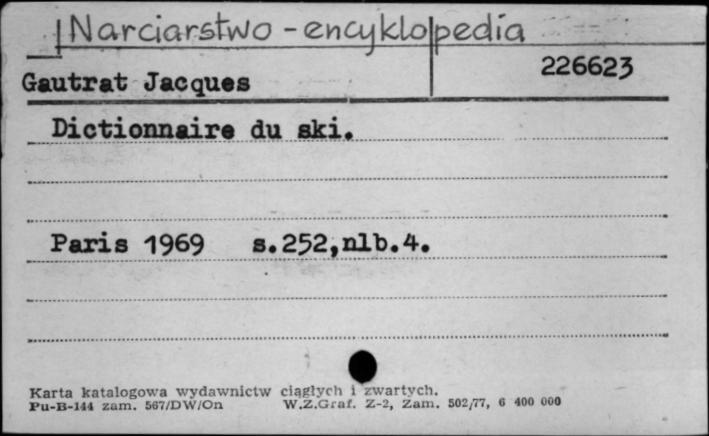 Narciarstwo - encyklopedia
226623
Gautrat Jacques
Dictionnaire du ski.
Paris 1969 s.252,nlb.4.
Karta katalogowa wydawnictw ciągłych i zwartych.
Pu-B-144 zam. 567/DW/On W.Z.Graf. Z-2, Zam. 502/77, 6 400 000